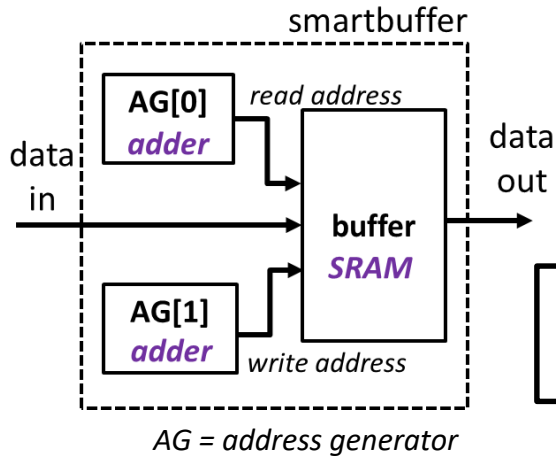 smartbuffer
AG[0]
adder
read address
data
in
buffer
SRAM
data
out
AG[1]
adder
write address
AG = address generator